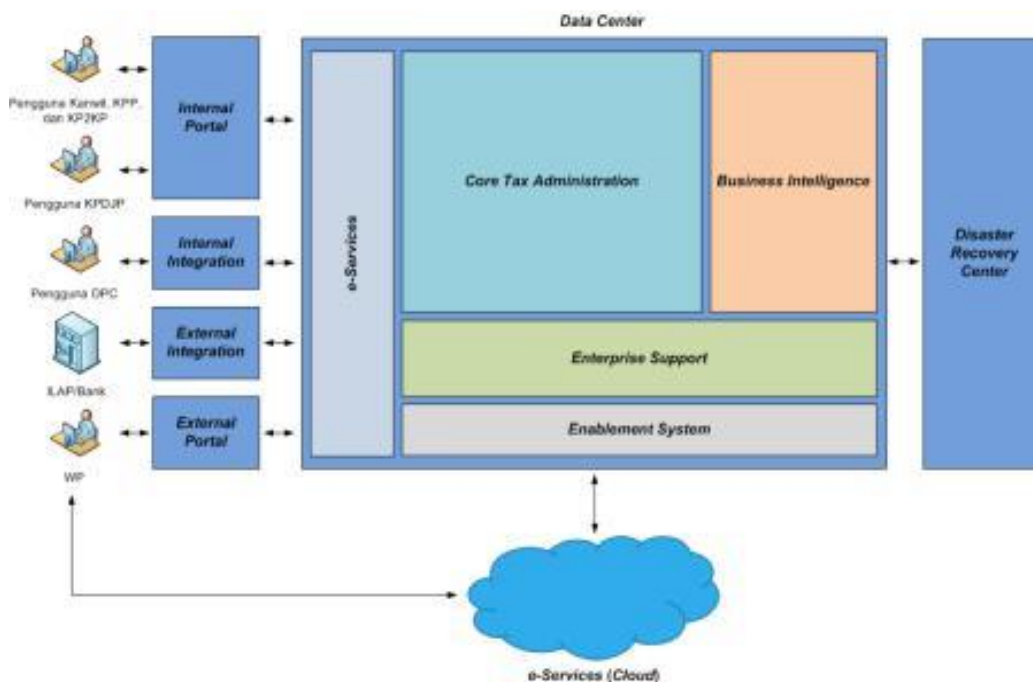 Data Center
Pengguna Kanwil, KPP,
dan KP2KP
Internal
Portal
Pengguna KPDJP
Internal
Integration
Pengguna OPC
External
Integration
ILAP/Bank
External
Portal
WP
e-Services
Core Tax Administration
Business Intelligence
Enterprise Support
Enablement System
Disaster
Recovery
Center
e-Services (Cloud)